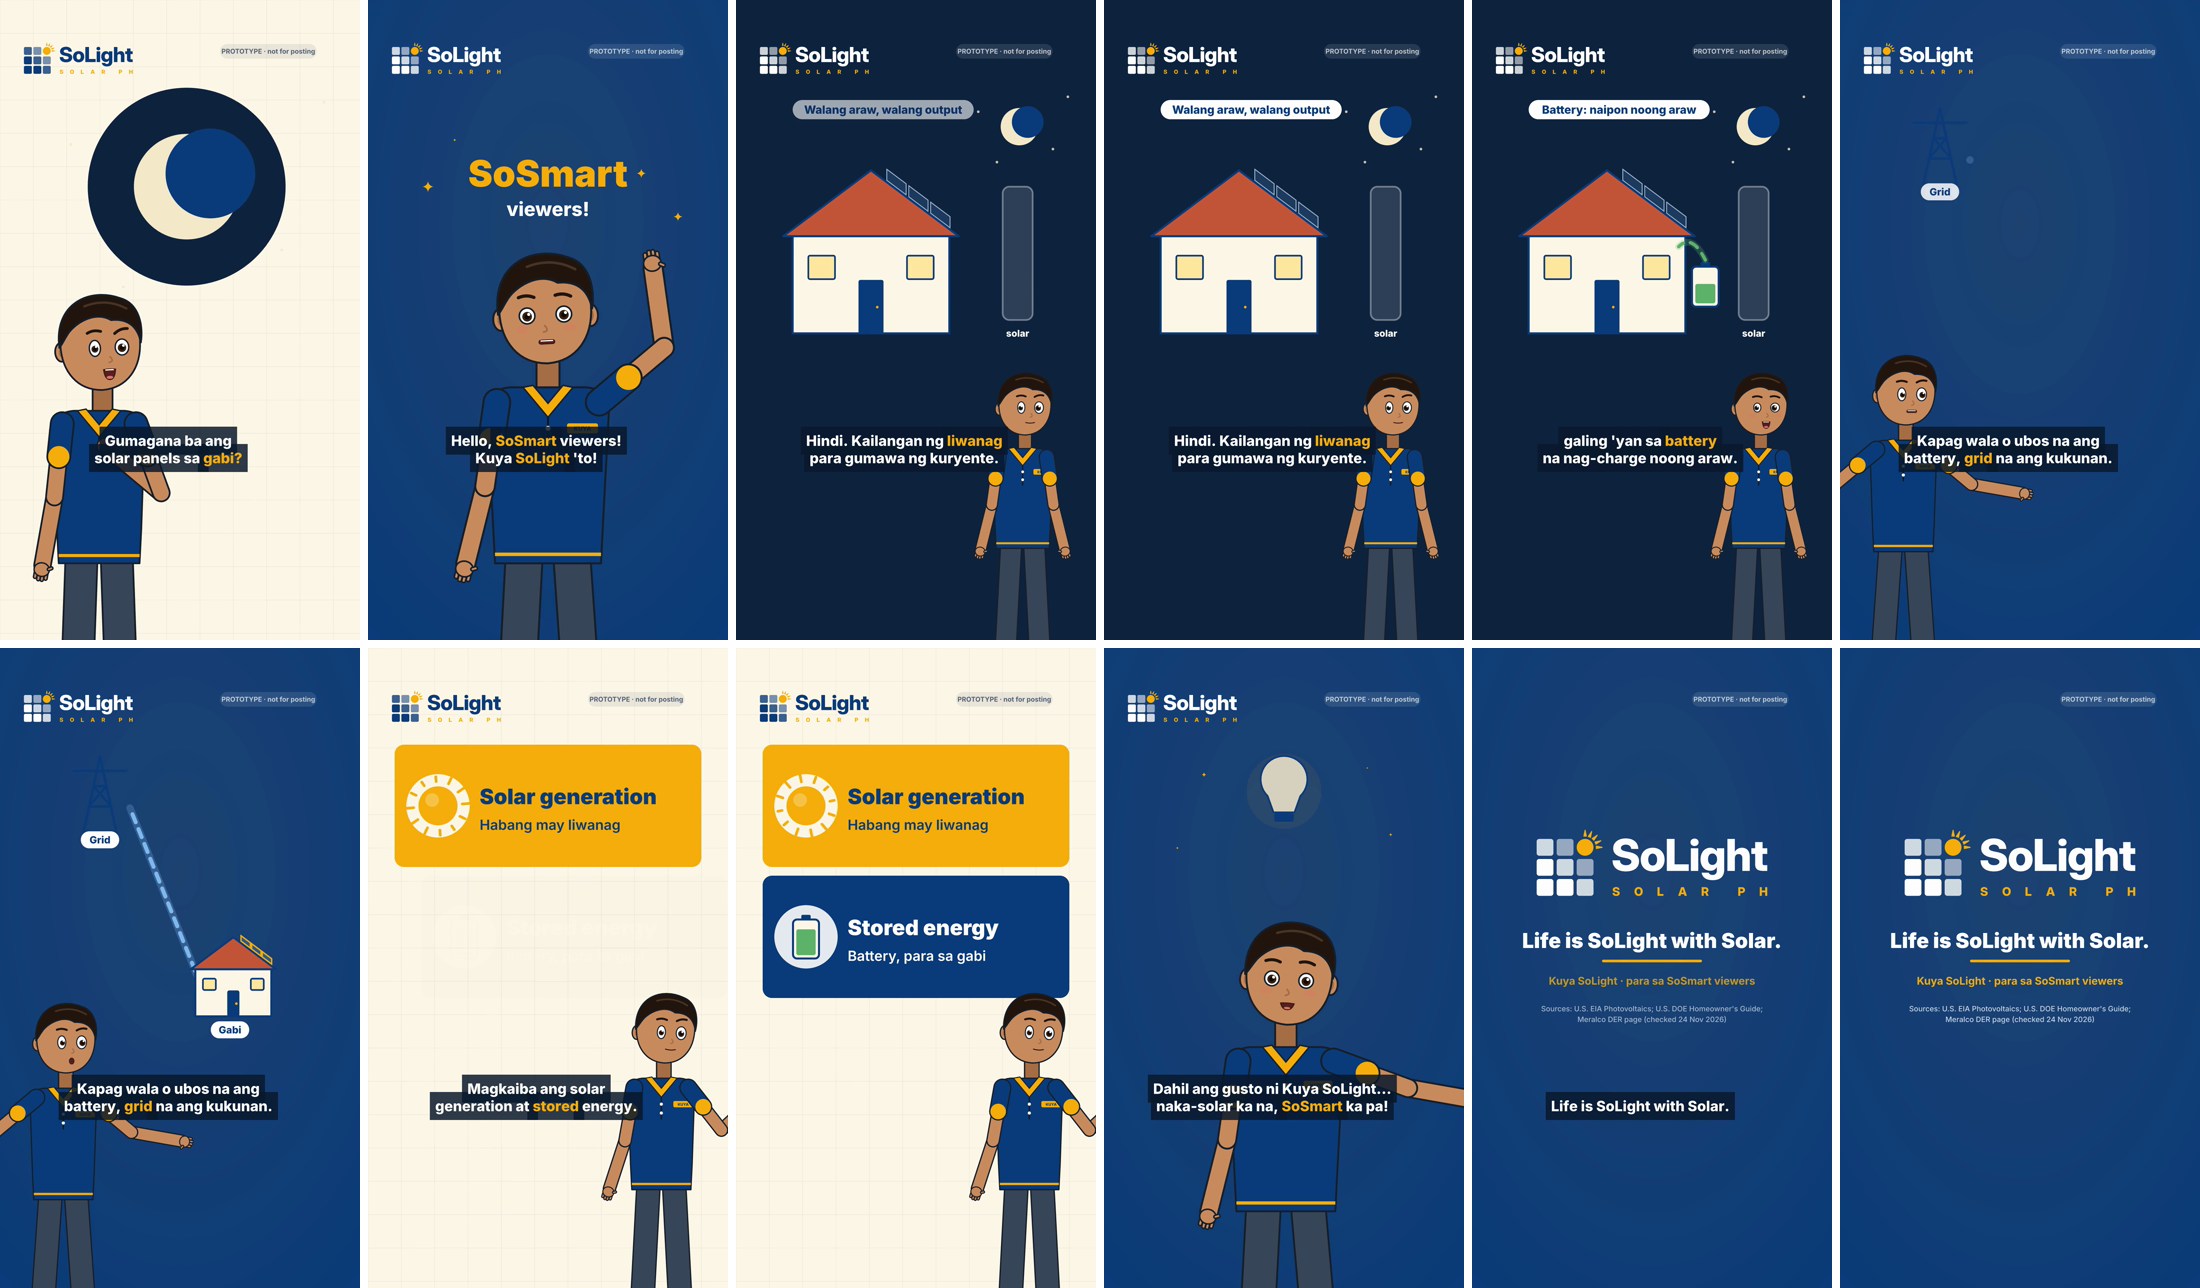 SoLight
SOLAR PH
PROTOTYPE - not for posting
Gumagana ba ang
solar panels sa gabi?
SoLight
SOLAR PH
PROTOTYPE - not for posting
SoSmart
viewers!
Hello, SoSmart viewers!
Kuya SoLight 'to!
SoLight
SOLAR PH
PROTOTYPE - not for posting
Walang araw, walang output
solar
Hindi. Kailangan ng liwanag
para gumawa ng kuryente.
SoLight
SOLAR PH
PROTOTYPE - not for posting
Walang araw, walang output
solar
Hindi. Kailangan ng liwanag
para gumawa ng kuryente.
SoLight
SOLAR PH
PROTOTYPE - not for posting
Battery: naipon noong araw
solar
galing 'yan sa battery
na nag-charge noong araw.
SoLight
SOLAR PH
PROTOTYPE - not for posting
Grid
Kapag wala o ubos na ang
battery, grid na ang kukunan.
SoLight
SOLAR PH
PROTOTYPE - not for posting
Grid
Gabi
Kapag wala o ubos na ang
battery, grid na ang kukunan.
SoLight
SOLAR PH
PROTOTYPE - not for posting
Solar generation
Habang may liwanag
Magkaiba ang solar
generation at stored energy.
SoLight
SOLAR PH
PROTOTYPE - not for posting
Solar generation
Habang may liwanag
Stored energy
Battery, para sa gabi
SoLight
SOLAR PH
PROTOTYPE - not for posting
Dahil ang gusto ni Kuya SoLight...
naka-solar ka na, SoSmart ka pa!
PROTOTYPE - not for posting
SoLight
SOLAR PH
Life is SoLight with Solar.
Kuya SoLight · para sa SoSmart viewers
Sources: U.S. EIA Photovoltaics; U.S. DOE Homeowner's Guide;
Meralco DER page (checked 24 Nov 2026)
Life is SoLight with Solar.
PROTOTYPE - not for posting
SoLight
SOLAR PH
Life is SoLight with Solar.
Kuya SoLight · para sa SoSmart viewers
Sources: U.S. EIA Photovoltaics; U.S. DOE Homeowner's Guide;
Meralco DER page (checked 24 Nov 2026)